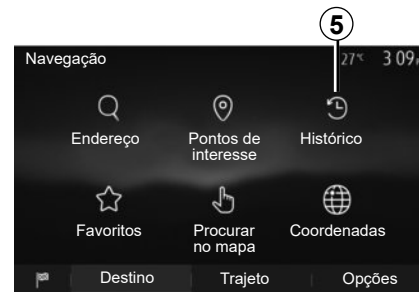 5
Navegação 27°C 3 09
Endereço Pontos de interesse Histórico
Favoritos Procurar no mapa Coordenadas
Destino Trajeto Opções